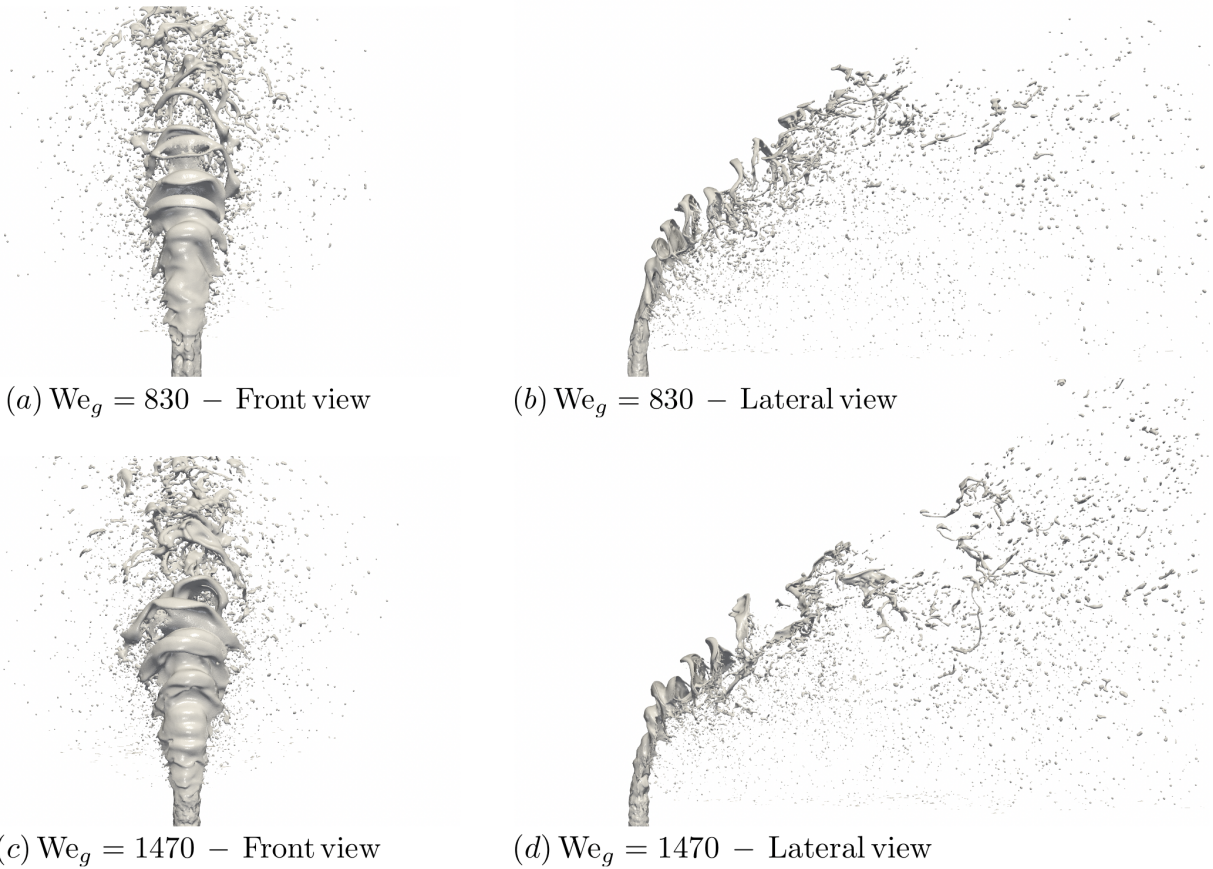 (a) We_g = 830 − Front view
(b) We_g = 830 − Lateral view
(c) We_g = 1470 − Front view
(d) We_g = 1470 − Lateral view